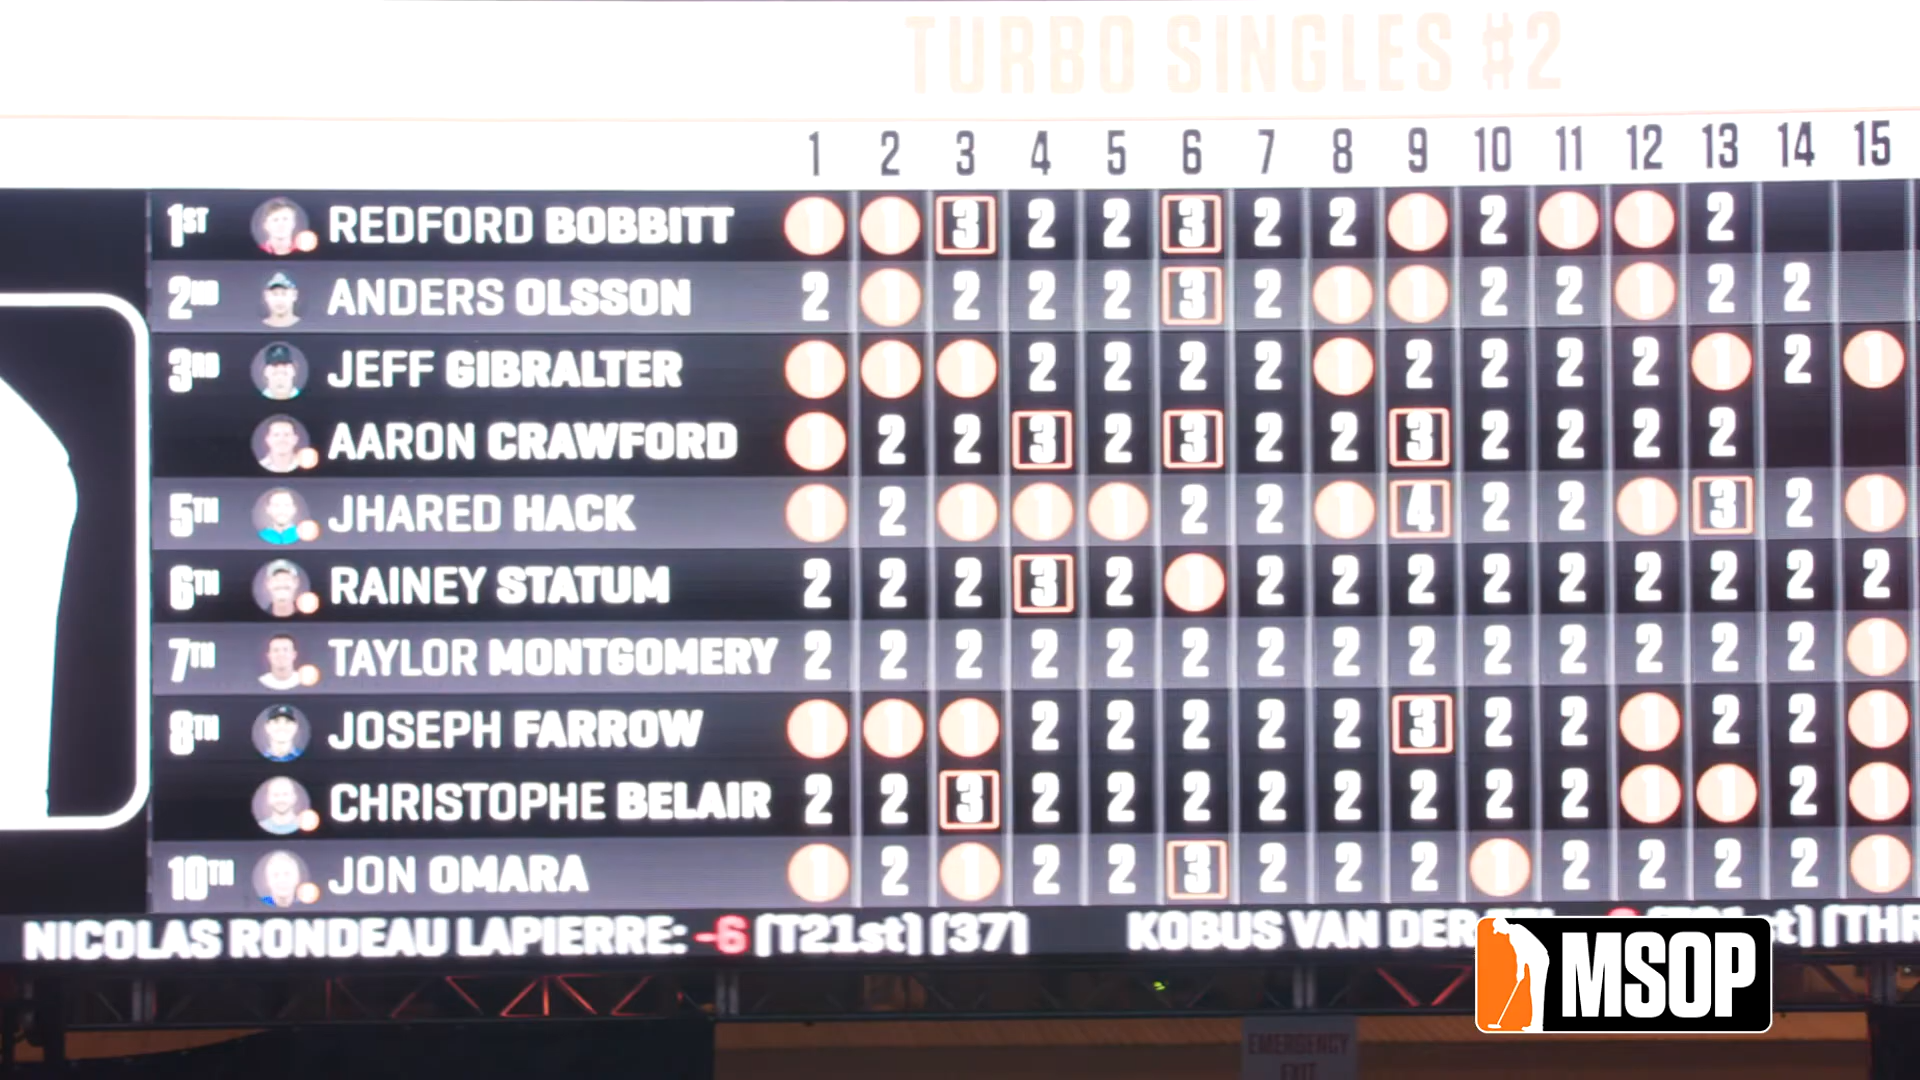 TURBO SINGLES #2
1 2 3 4 5 6 7 8 9 10 11 12 13 14 15
1ST REDFORD BOBBITT 1 1 3 2 2 3 2 2 1 2 1 1 2
2ND ANDERS OLSSON 2 1 2 2 2 3 2 1 1 2 2 1 2 2
3RD JEFF GIBRALTER 1 1 1 2 2 2 2 1 2 2 2 2 1 2 1
AARON CRAWFORD 1 2 2 3 2 3 2 2 3 2 2 2 2
5TH JHARED HACK 1 2 1 1 1 2 2 1 4 2 2 1 3 2 1
6TH RAINEY STATUM 2 2 2 3 2 1 2 2 2 2 2 2 2 2 2
7TH TAYLOR MONTGOMERY 2 2 2 2 2 2 2 2 2 2 2 2 2 2 1
8TH JOSEPH FARROW 1 1 1 2 2 2 2 2 3 2 2 1 2 2 1
CHRISTOPHE BELAIR 2 2 3 2 2 2 2 2 2 2 2 1 1 2 1
10TH JON OMARA 1 2 1 2 2 3 2 2 2 1 2 2 2 2 1
NICOLAS RONDEAU LAPIERRE: -6 (T21st) (37) KOBUS VAN DER
MSOP
EMERGENCY
EXIT